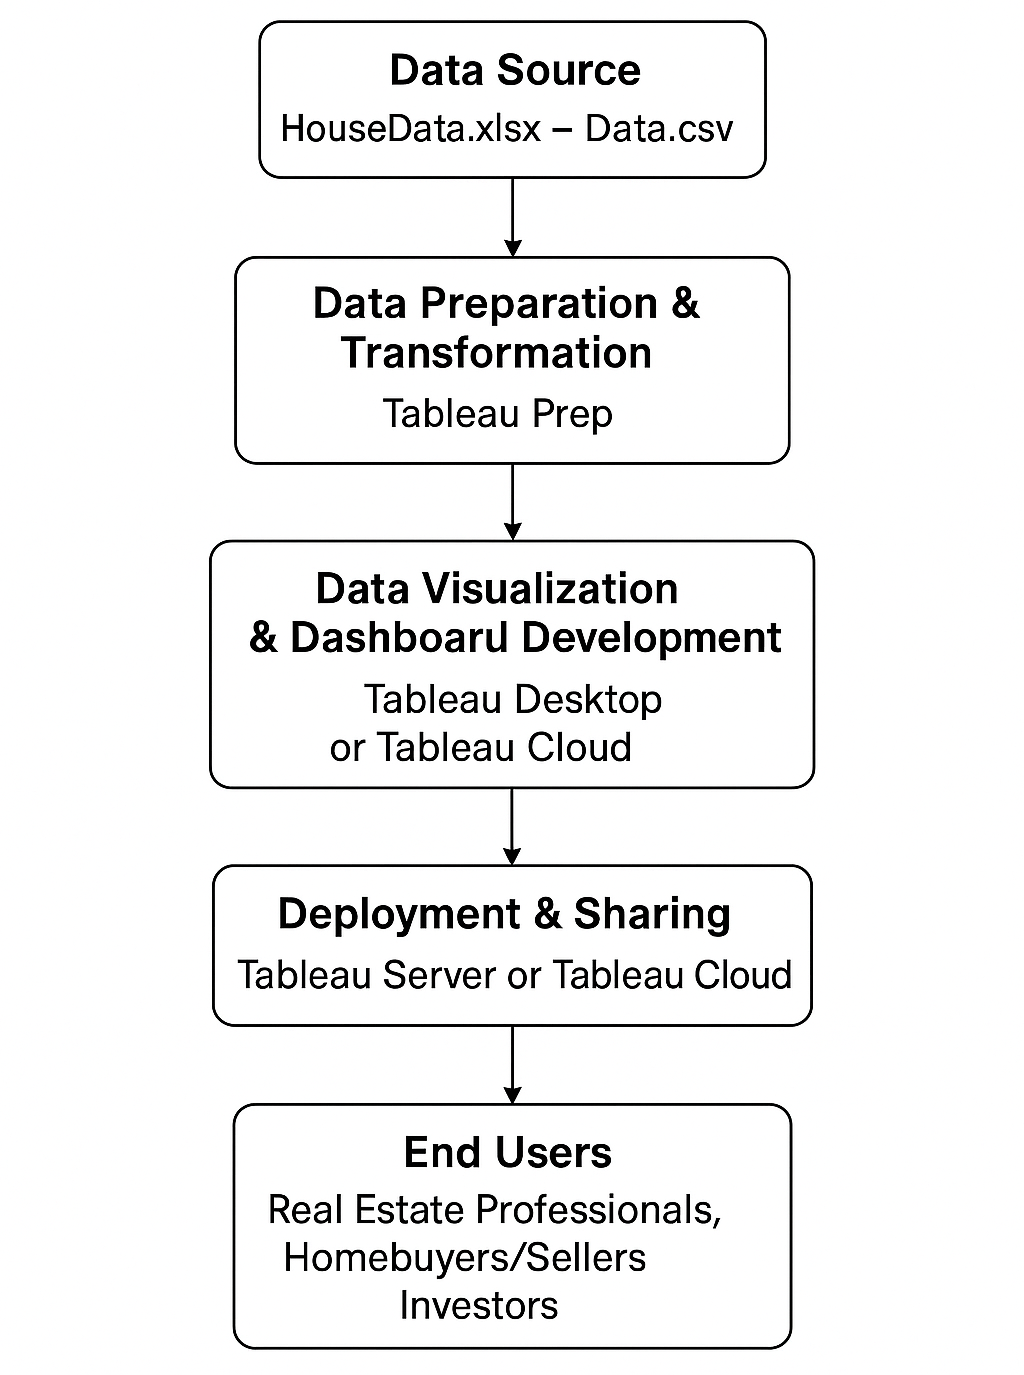 Data Source
HouseData.xlsx – Data.csv
Data Preparation &
Transformation
Tableau Prep
Data Visualization
& Dashboard Development
Tableau Desktop
or Tableau Cloud
Deployment & Sharing
Tableau Server or Tableau Cloud
End Users
Real Estate Professionals,
Homebuyers/Sellers
Investors